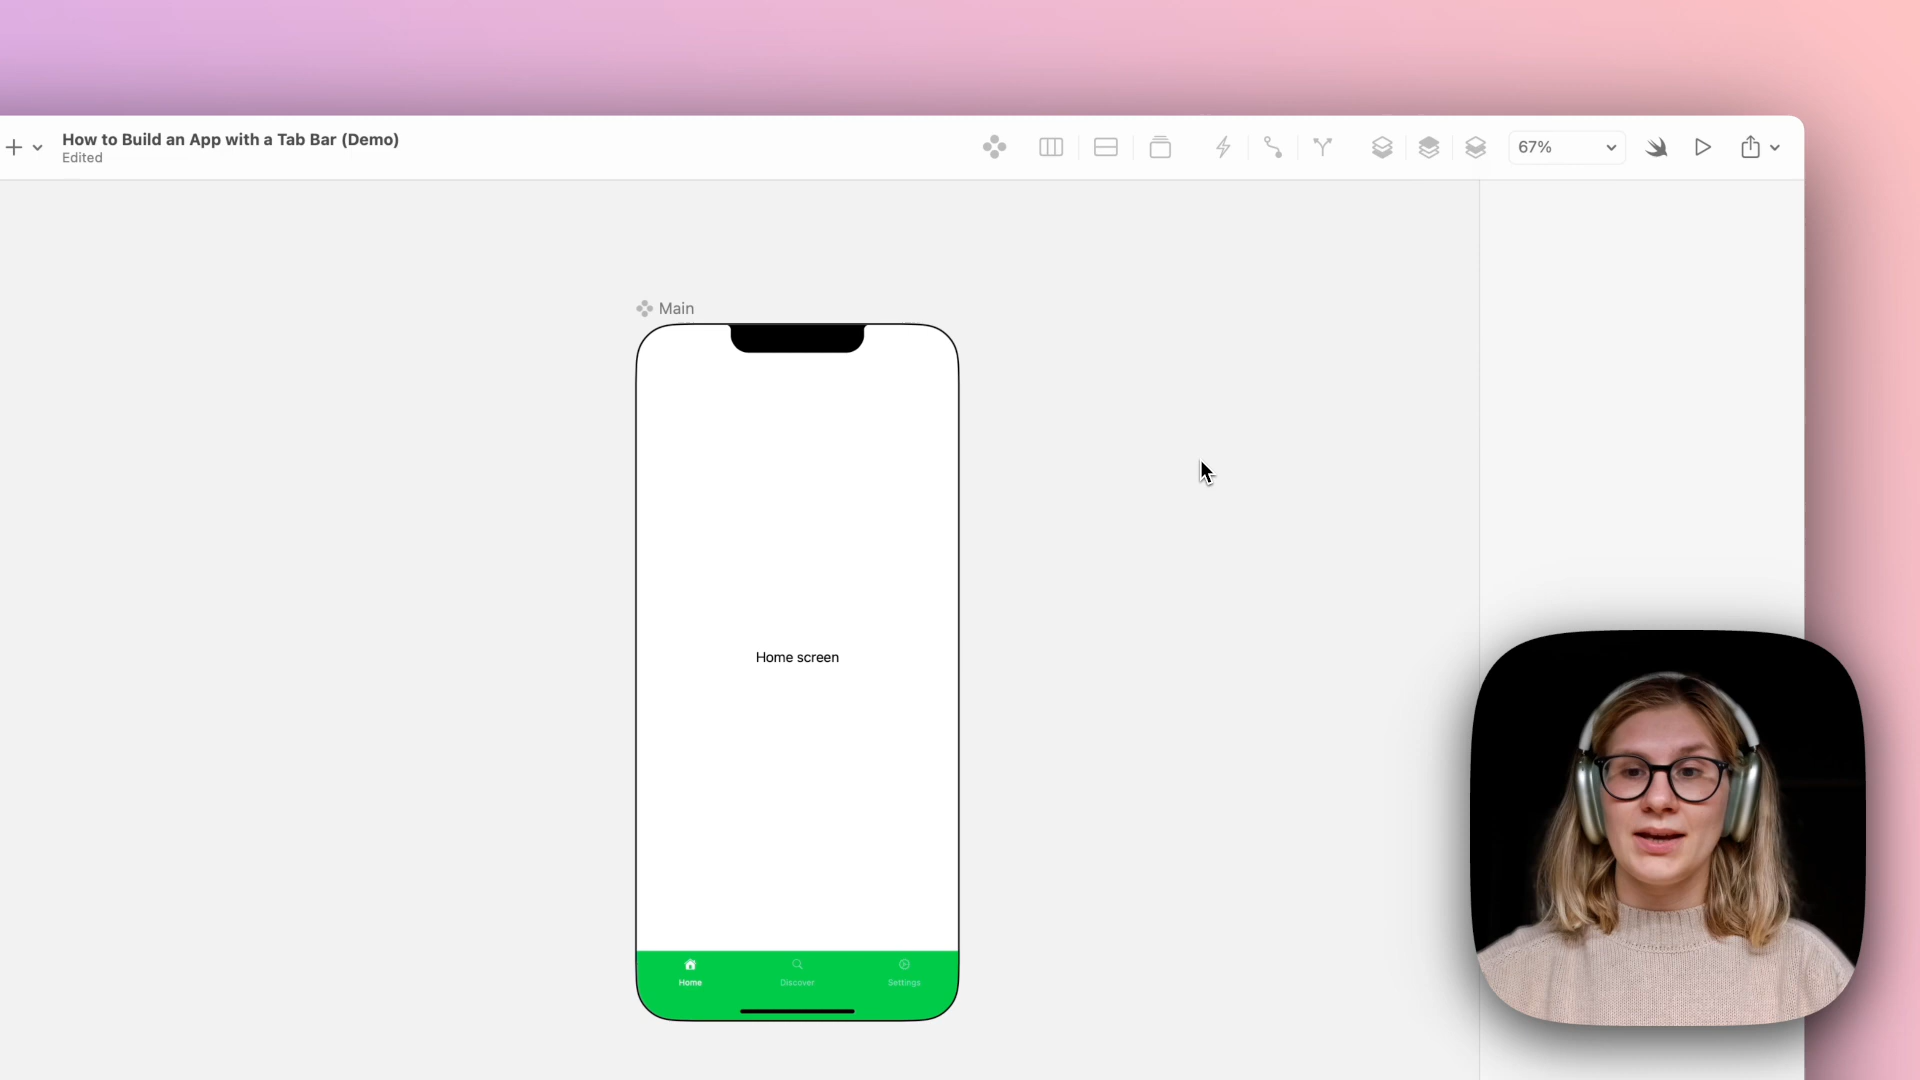 How to Build an App with a Tab Bar (Demo)
Edited
67%
Main
Home screen
Home
Discover
Settings